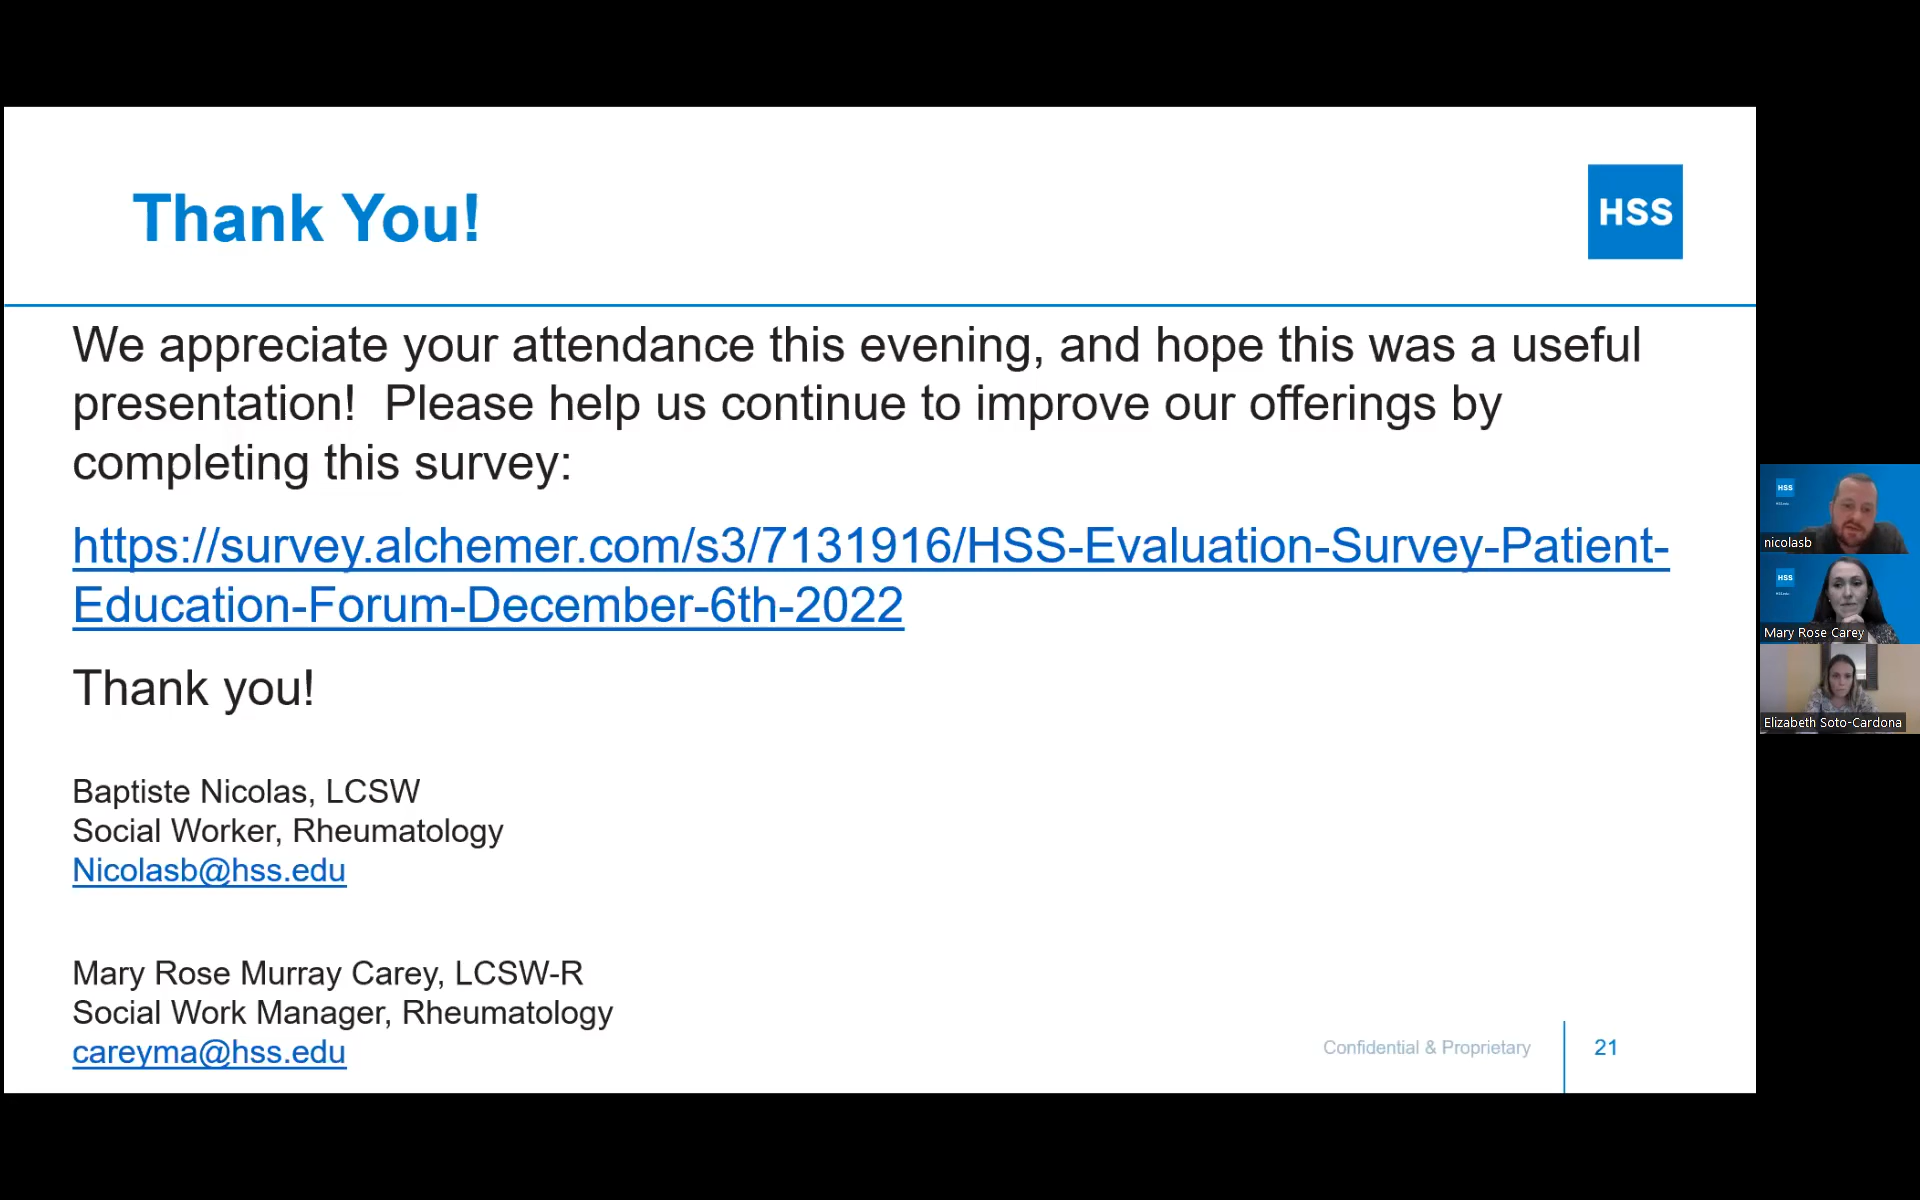 Thank You!
HSS
We appreciate your attendance this evening, and hope this was a useful
presentation!  Please help us continue to improve our offerings by
completing this survey:
https://survey.alchemer.com/s3/7131916/HSS-Evaluation-Survey-Patient-
Education-Forum-December-6th-2022
Thank you!
Baptiste Nicolas, LCSW
Social Worker, Rheumatology
Nicolasb@hss.edu
Mary Rose Murray Carey, LCSW-R
Social Work Manager, Rheumatology
careyma@hss.edu
Confidential & Proprietary
21
HSS
nicolasb
HSS
Mary Rose Carey
Elizabeth Soto-Cardona